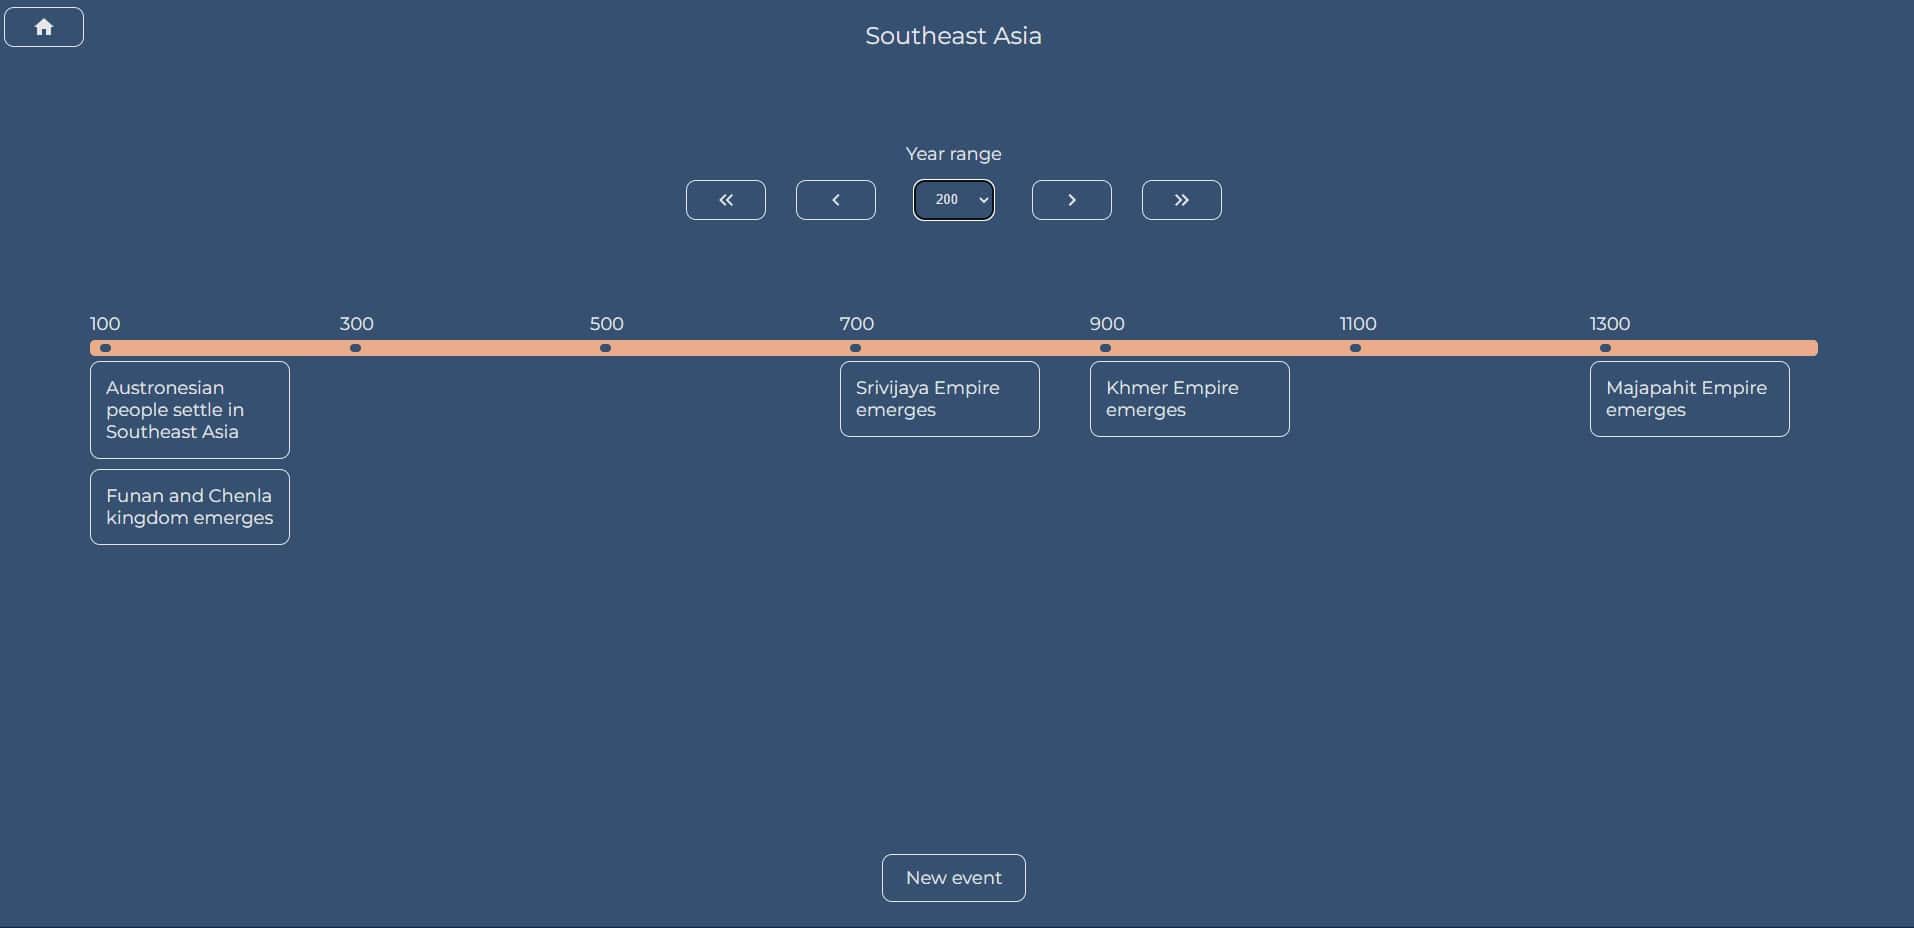 Southeast Asia
Year range
200
100
300
500
700
900
1100
1300
Austronesian
people settle in
Southeast Asia
Funan and Chenla
kingdom emerges
Srivijaya Empire
emerges
Khmer Empire
emerges
Majapahit Empire
emerges
New event